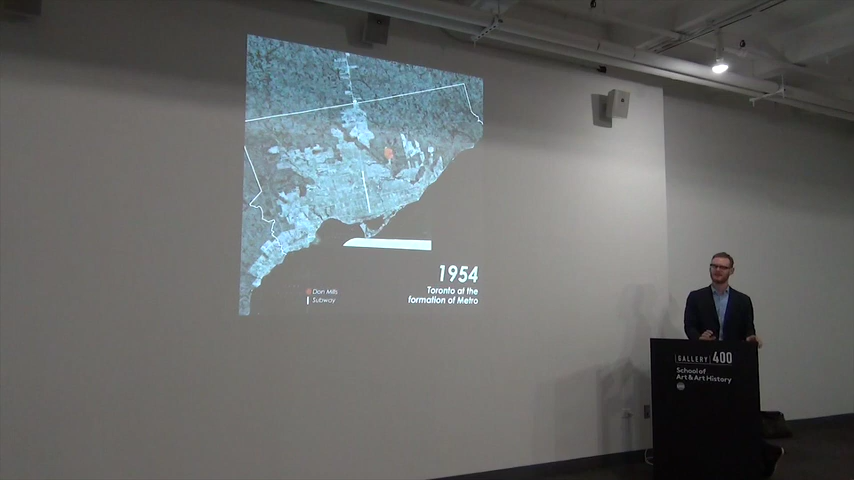 1954
Toronto at the
formation of Metro
Don Mills
Subway
GALLERY 400
School of
Art & Art History